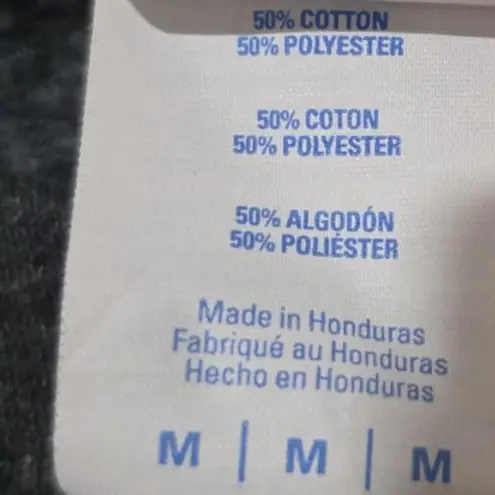 50% COTTON
50% POLYESTER
50% COTON
50% POLYESTER
50% ALGODÓN
50% POLIÉSTER
Made in Honduras
Fabriqué au Honduras
Hecho en Honduras
M | M | M